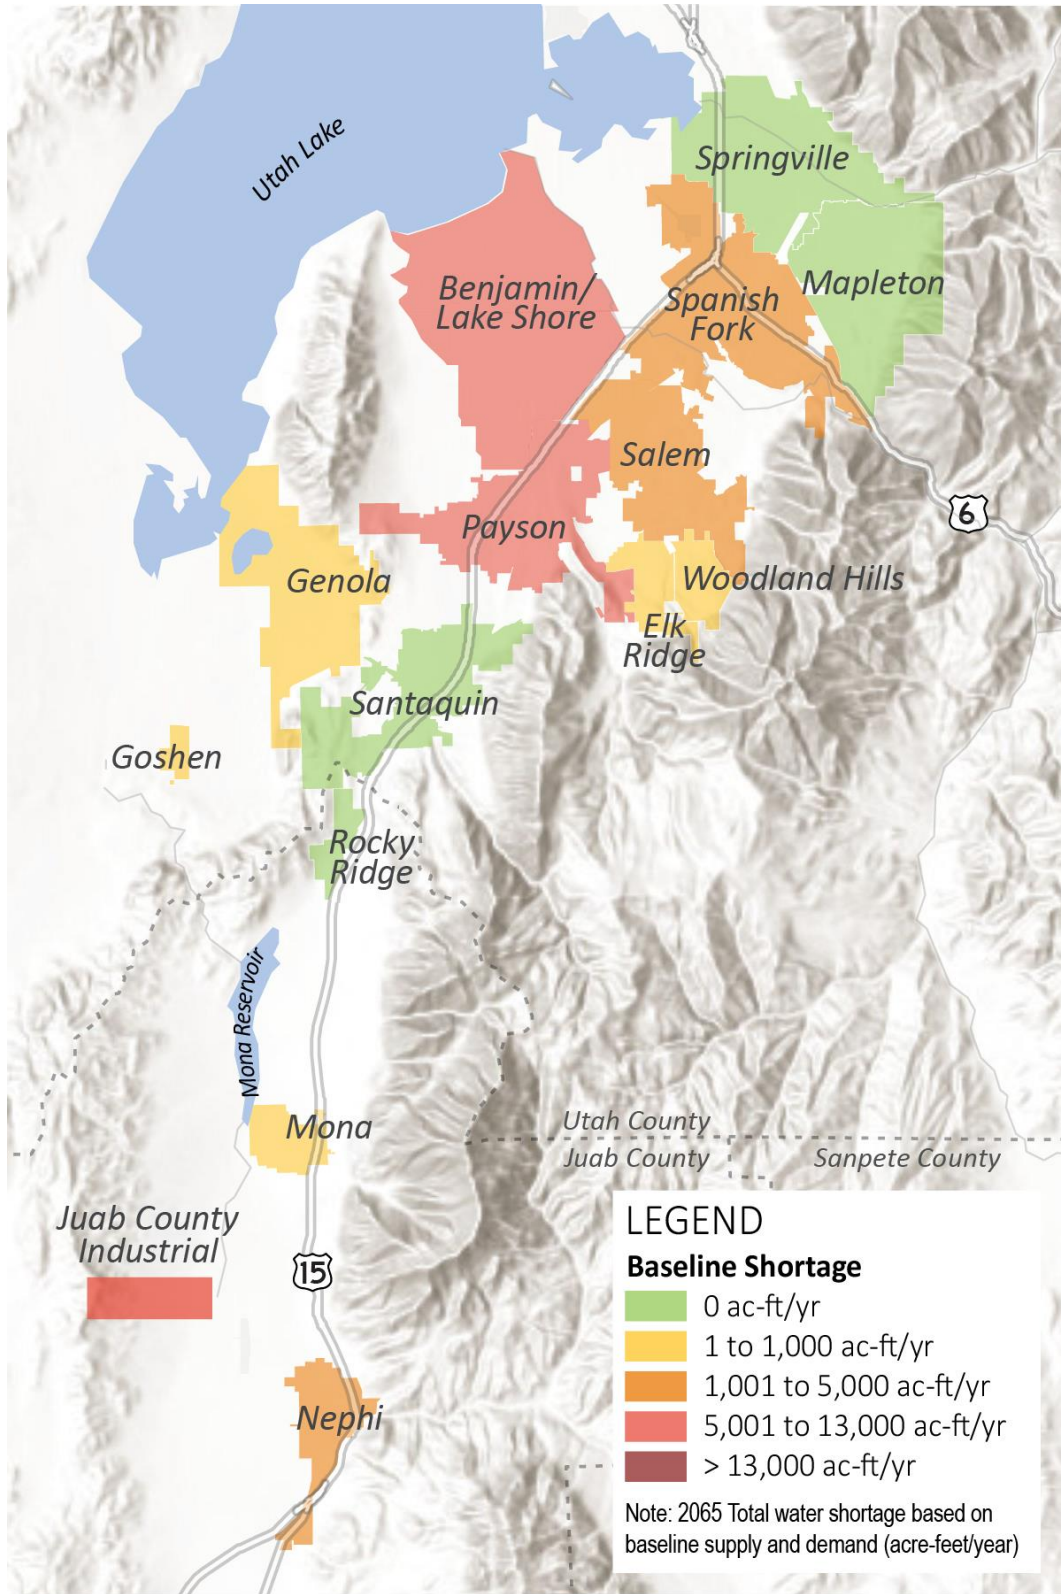 Utah Lake
Springville
Mapleton
Benjamin/
Lake Shore
Spanish
Fork
Salem
6
Payson
Genola
Woodland Hills
Elk
Ridge
Santaquin
Goshen
Rocky
Ridge
Mona Reservoir
Mona
Utah County
Juab County
Sanpete County
Juab County
Industrial
15
Nephi
LEGEND
Baseline Shortage
0 ac-ft/yr
1 to 1,000 ac-ft/yr
1,001 to 5,000 ac-ft/yr
5,001 to 13,000 ac-ft/yr
> 13,000 ac-ft/yr
Note: 2065 Total water shortage based on
baseline supply and demand (acre-feet/year)